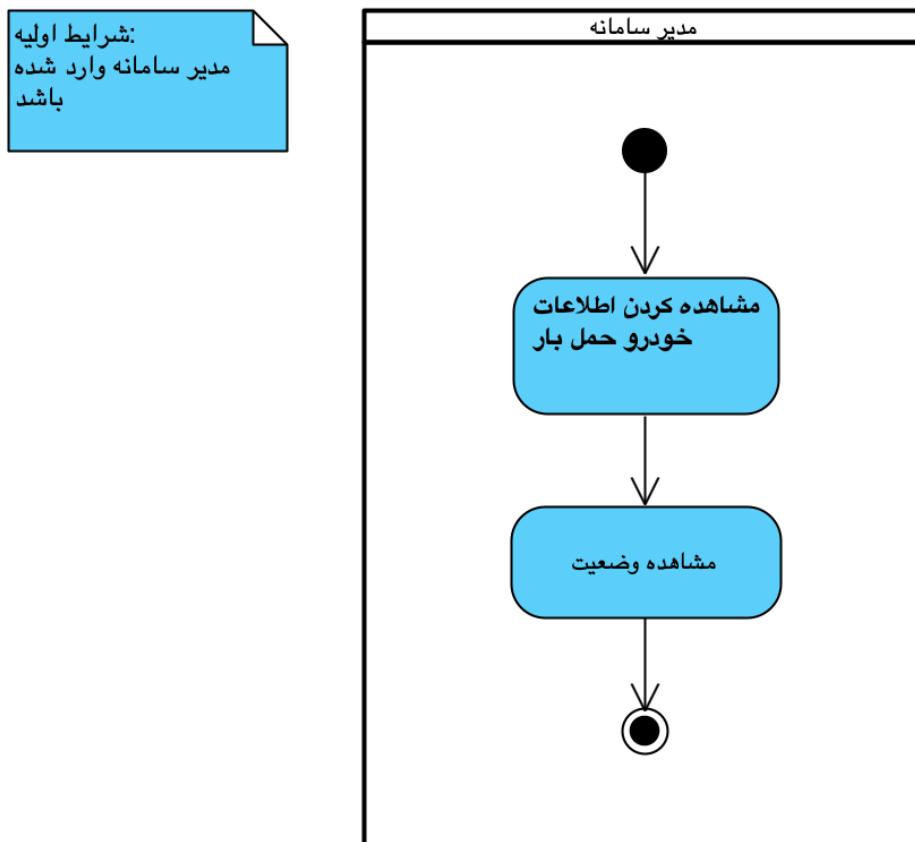 شرایط اولیه:
مدیر سامانه وارد شده
باشد
مدیر سامانه
مشاهده کردن اطلاعات
خودرو حمل بار
مشاهده وضعیت